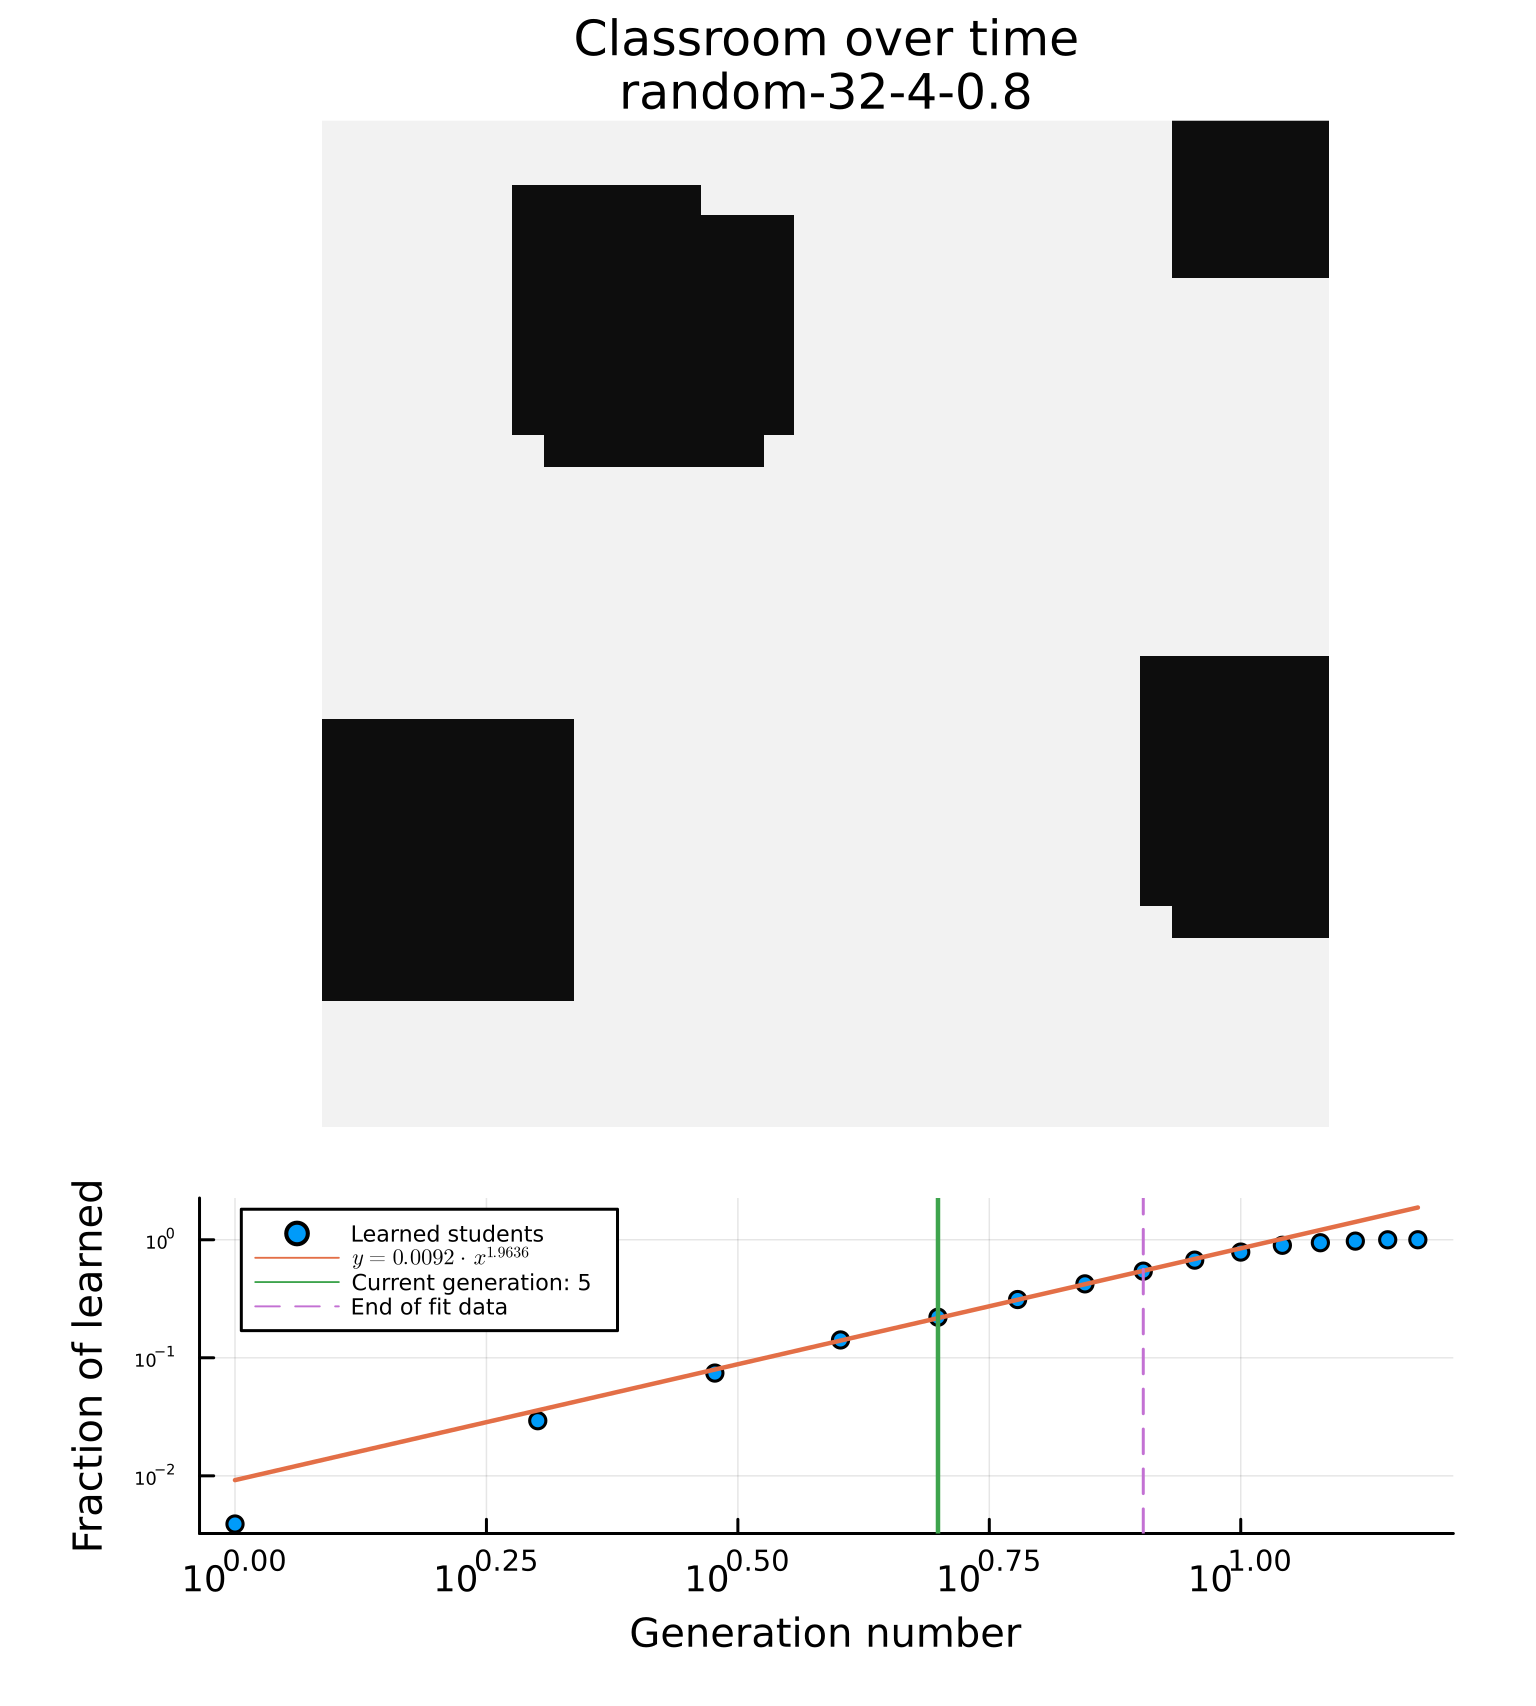 Classroom over time
random-32-4-0.8
Fraction of learned
10⁰
10⁻¹
10⁻²
Learned students
y = 0.0092 · x^1.9636
Current generation: 5
End of fit data
10^0.00 10^0.25 10^0.50 10^0.75 10^1.00
Generation number